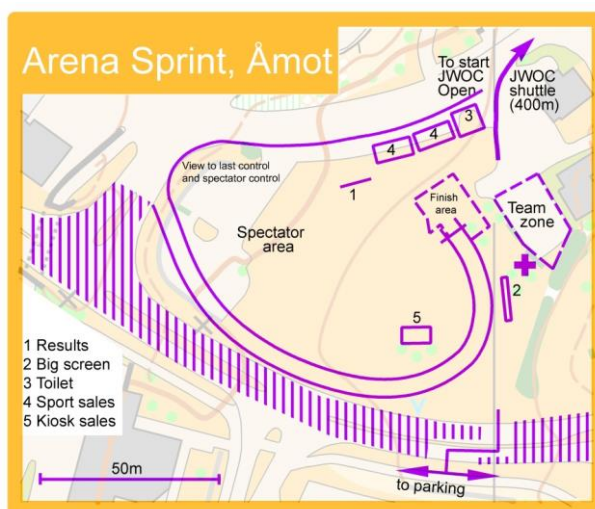 Arena Sprint, Åmot
To start
JWOC
Open
JWOC
shuttle
(400m)
3
4
4
View to last control
and spectator control
1
Finish
area
Team
zone
Spectator
area
2
5
1 Results
2 Big screen
3 Toilet
4 Sport sales
5 Kiosk sales
50m
to parking